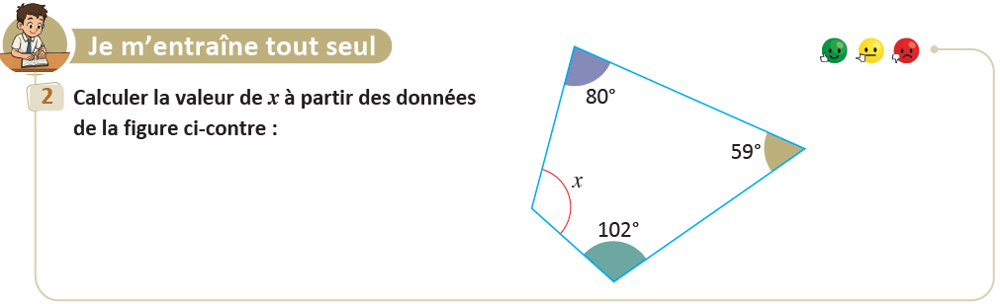 Je m’entraîne tout seul
2 Calculer la valeur de x à partir des données
de la figure ci-contre :
80°
59°
x
102°